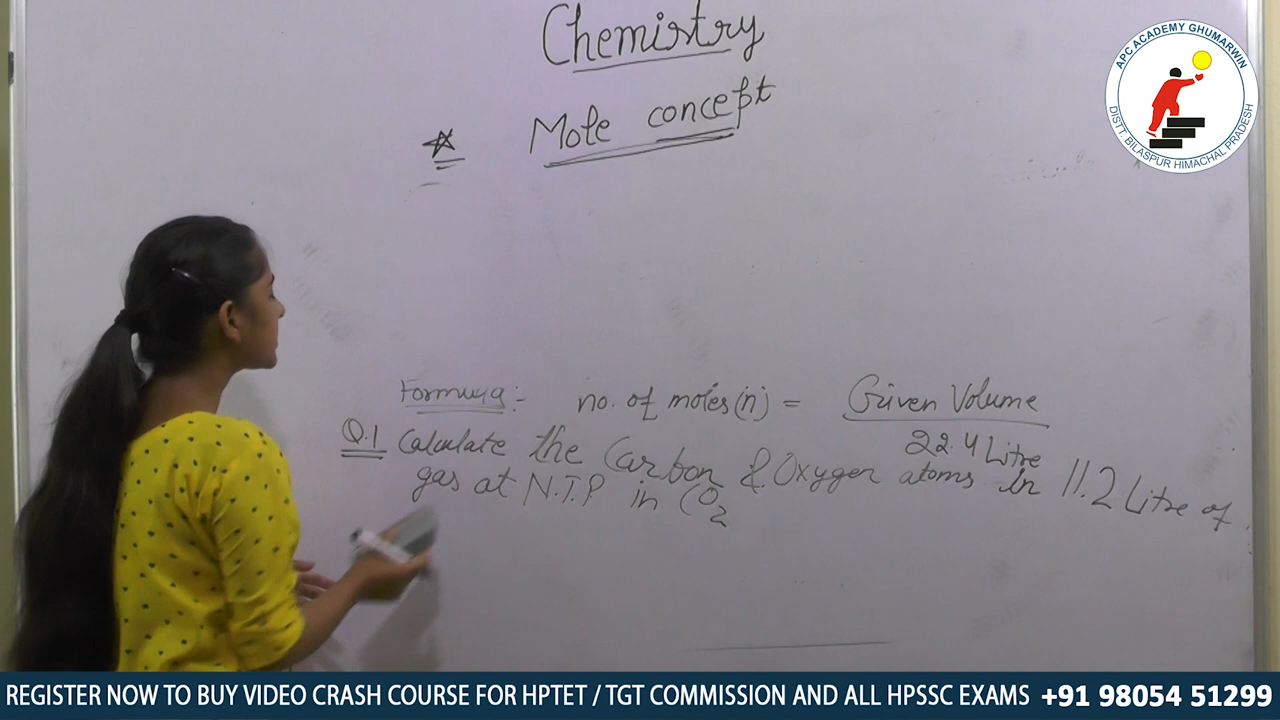 Chemistry
Mole concept
APC ACADEMY GHUMARWIN
DISTT. BILASPUR HIMACHAL PRADESH
Formula:- no. of moles (n) = Given Volume
22.4 Litre
Q.1 Calculate the Carbon & Oxygen atoms in 11.2 Litre of
gas at N.T.P in CO2
REGISTER NOW TO BUY VIDEO CRASH COURSE FOR HPTET / TGT COMMISSION AND ALL HPSSC EXAMS +91 98054 51299